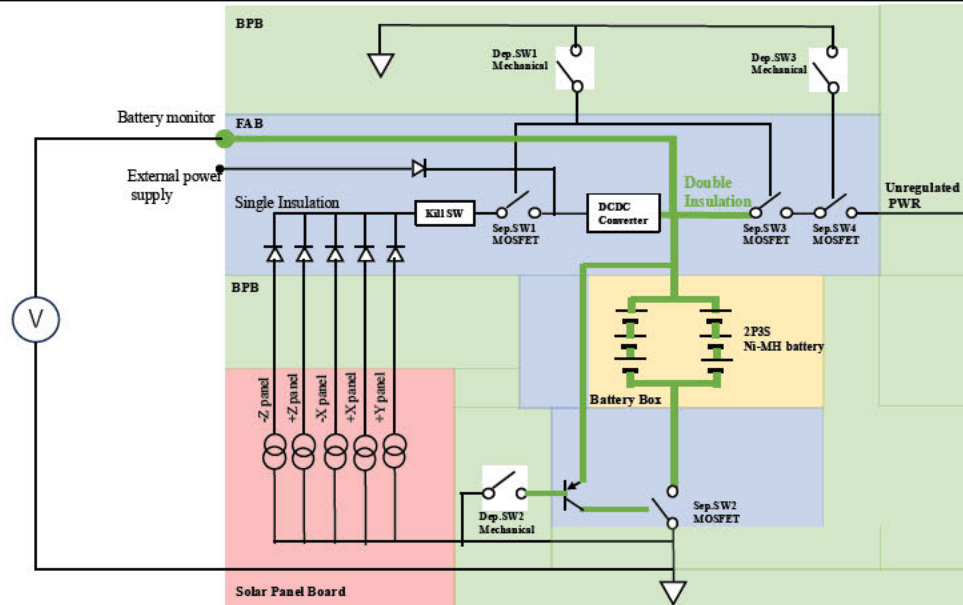 BPB
Dep.SW1
Mechanical
Dep.SW3
Mechanical
Battery monitor
FAB
External power
supply
Single Insulation
Kill SW
Sep.SW1
MOSFET
DCDC
Converter
Double
Insulation
Sep.SW3
MOSFET
Sep.SW4
MOSFET
Unregulated
PWR
BPB
V
2P3S
Ni-MH battery
Battery Box
-Z panel
+Z panel
-X panel
+X panel
+Y panel
Dep.SW2
Mechanical
Sep.SW2
MOSFET
Solar Panel Board